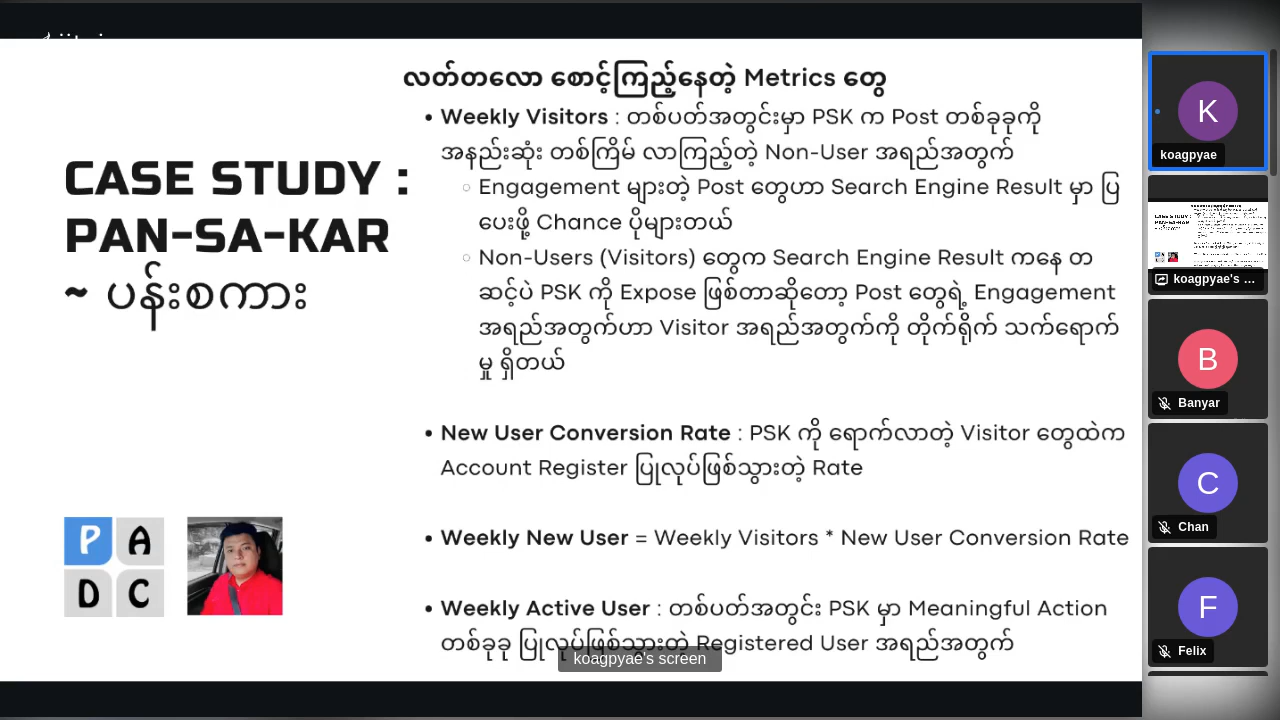 CASE STUDY :
PAN-SA-KAR
~ ပန်းစကား
လတ်တလော စောင့်ကြည့်နေတဲ့ Metrics တွေ
• Weekly Visitors : တစ်ပတ်အတွင်းမှာ PSK က Post တစ်ခုခုကို
အနည်းဆုံး တစ်ကြိမ် လာကြည့်တဲ့ Non-User အရည်အတွက်
○ Engagement များတဲ့ Post တွေဟာ Search Engine Result မှာ ပြ
ပေးဖို့ Chance ပိုများတယ်
○ Non-Users (Visitors) တွေက Search Engine Result ကနေ တ
ဆင့်ပဲ PSK ကို Expose ဖြစ်တာဆိုတော့ Post တွေရဲ့ Engagement
အရည်အတွက်ဟာ Visitor အရည်အတွက်ကို တိုက်ရိုက် သက်ရောက်
မှု ရှိတယ်
• New User Conversion Rate : PSK ကို ရောက်လာတဲ့ Visitor တွေထဲက
Account Register ပြုလုပ်ဖြစ်သွားတဲ့ Rate
• Weekly New User = Weekly Visitors * New User Conversion Rate
• Weekly Active User : တစ်ပတ်အတွင်း PSK မှာ Meaningful Action
တစ်ခုခု ပြုလုပ်ဖြစ်သွားတဲ့ Registered User အရည်အတွက်
P A
D C
koagpyae's screen
K
koagpyae
koagpyae's ...
B
Banyar
C
Chan
F
Felix